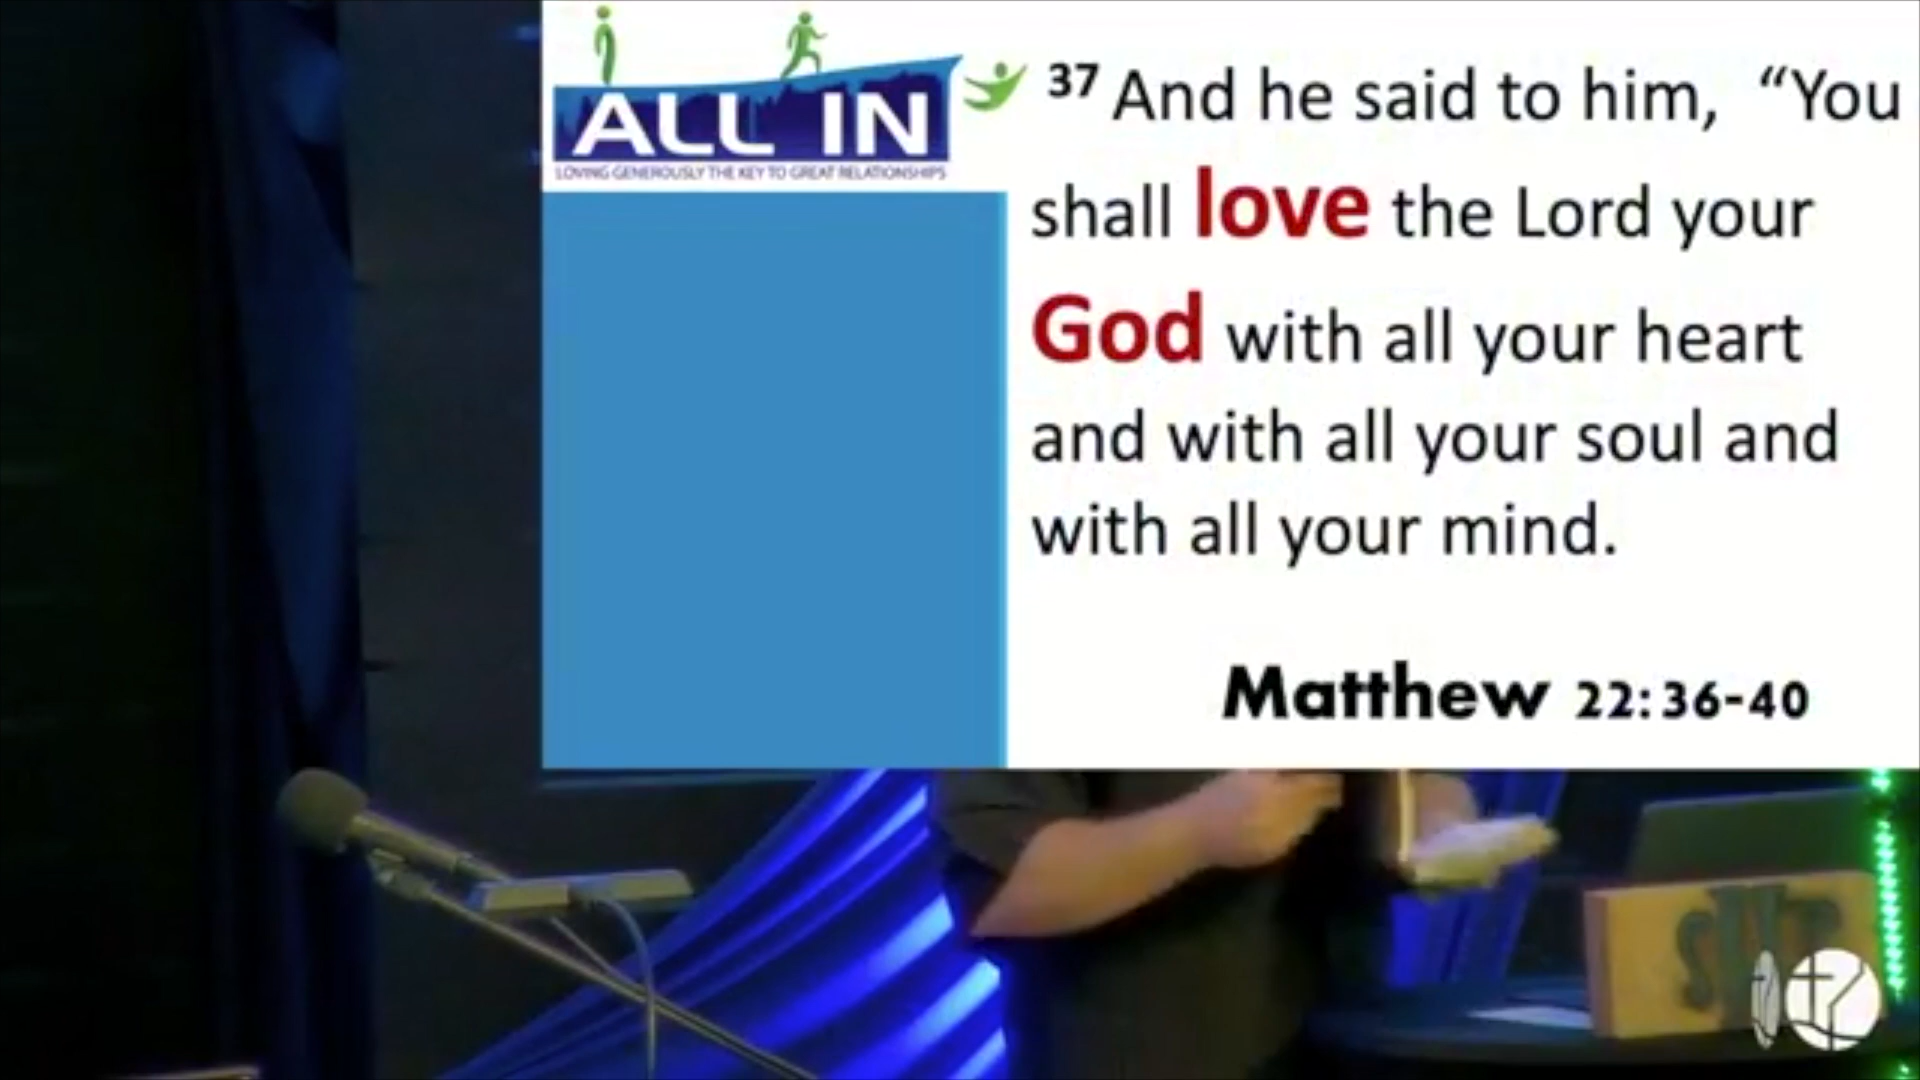 ALL IN
LOVING GENEROUSLY THE KEY TO GREAT RELATIONSHIPS
37 And he said to him, “You
shall love the Lord your
God with all your heart
and with all your soul and
with all your mind.
Matthew 22:36-40